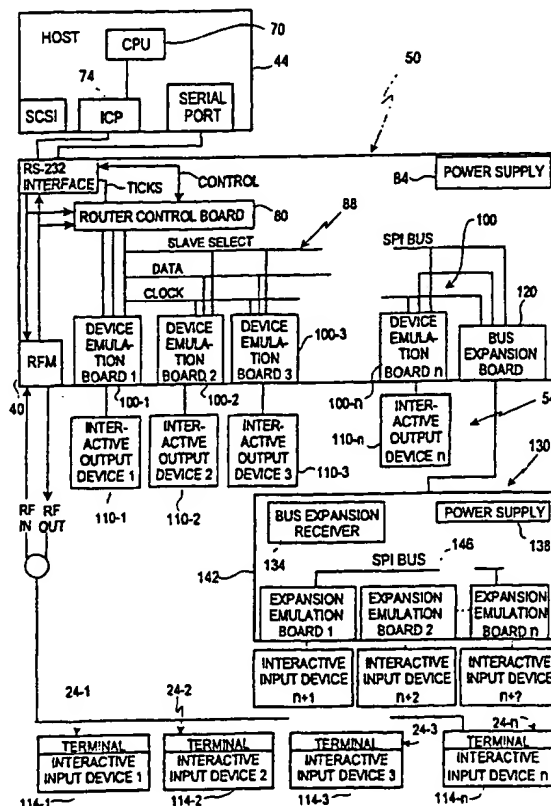 HOST
CPU
70
74
44
50
SCSI
ICP
SERIAL
PORT
RS-232
INTERFACE
TICKS
CONTROL
84
POWER SUPPLY
ROUTER CONTROL BOARD
80
88
SLAVE SELECT
SPI BUS
DATA
100
CLOCK
120
RFM
DEVICE
EMULA-
TION
BOARD 1
DEVICE
EMULA-
TION
BOARD 2
DEVICE
EMULA-
TION
BOARD 3
100-3
DEVICE
EMULA-
TION
BOARD n
BUS
EXPANSION
BOARD
40
100-1
100-2
100-n
54
INTER-
ACTIVE
OUTPUT
DEVICE 1
INTER-
ACTIVE
OUTPUT
DEVICE 2
INTER-
ACTIVE
OUTPUT
DEVICE 3
110-3
INTER-
ACTIVE
OUTPUT
DEVICE n
110-n
110-1
110-2
130
RF
IN
RF
OUT
BUS EXPANSION
RECEIVER
POWER SUPPLY
134
138
146
SPI BUS
142
EXPANSION
EMULATION
BOARD 1
EXPANSION
EMULATION
BOARD 2
EXPANSION
EMULATION
BOARD n
INTERACTIVE
INPUT DEVICE
n+1
INTERACTIVE
INPUT DEVICE
n+2
INTERACTIVE
INPUT DEVICE
n+?
24-1
24-2
24-3
24-n
TERMINAL
INTERACTIVE
INPUT DEVICE 1
TERMINAL
INTERACTIVE
INPUT DEVICE 2
TERMINAL
INTERACTIVE
INPUT DEVICE 3
TERMINAL
INTERACTIVE
INPUT DEVICE n
114-1
114-2
114-3
114-n